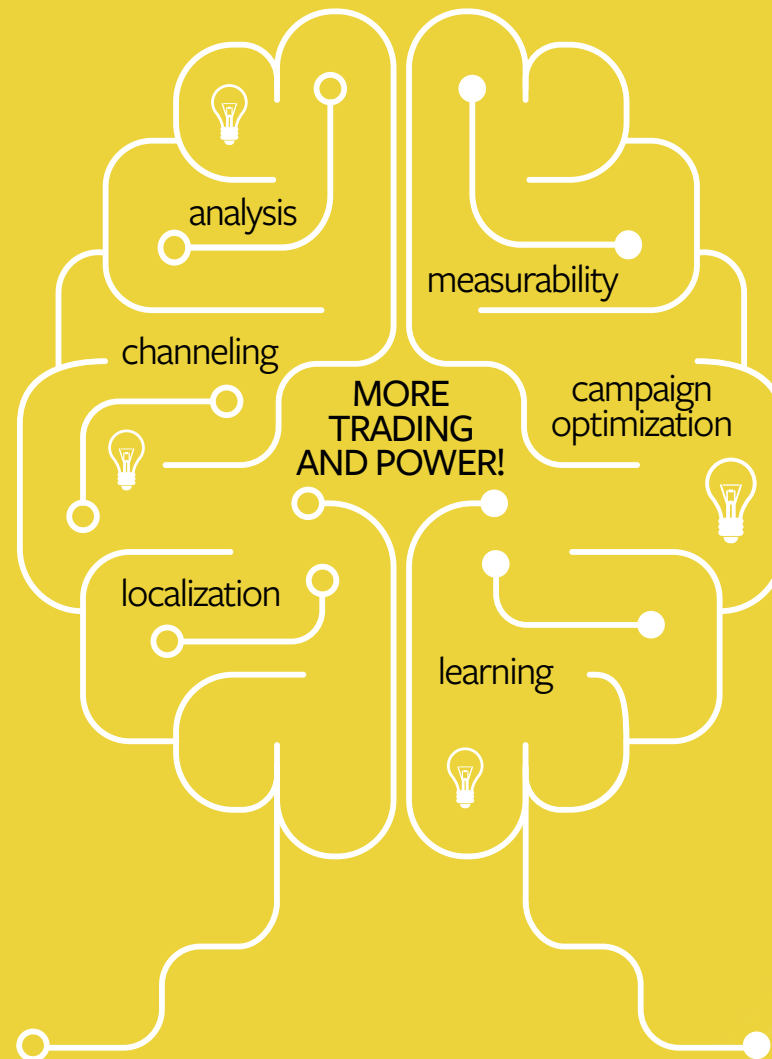 analysis
measurability
channeling
MORE
TRADING
AND POWER!
campaign
optimization
localization
learning